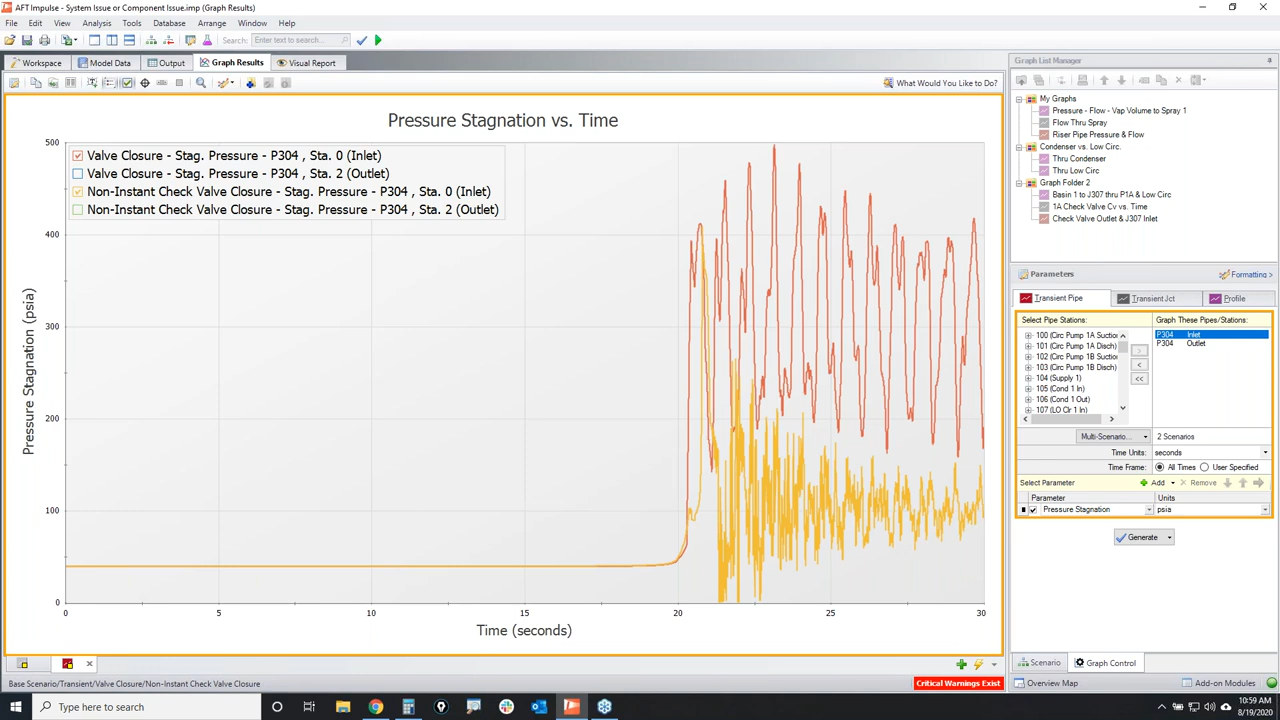 AFT Impulse - System Issue or Component Issue.imp (Graph Results)
File Edit View Analysis Tools Database Arrange Window Help
Search: Enter text to search...
Workspace Model Data Output Graph Results Visual Report
What Would You Like to Do?
Pressure Stagnation vs. Time
Valve Closure - Stag. Pressure - P304 , Sta. 0 (Inlet)
Valve Closure - Stag. Pressure - P304 , Sta. 2 (Outlet)
Non-Instant Check Valve Closure - Stag. Pressure - P304 , Sta. 0 (Inlet)
Non-Instant Check Valve Closure - Stag. Pressure - P304 , Sta. 2 (Outlet)
500
400
300
200
100
0
Pressure Stagnation (psia)
0 5 10 15 20 25 30
Time (seconds)
Graph List Manager
My Graphs
Pressure - Flow - Vap Volume to Spray 1
Flow Thru Spray
Riser Pipe Pressure & Flow
Condenser vs. Low Circ.
Thru Condenser
Thru Low Circ
Graph Folder 2
Basin 1 to J307 thru P1A & Low Circ
1A Check Valve Cv vs. Time
Check Valve Outlet & J307 Inlet
Parameters Formatting >
Transient Pipe Transient Jct Profile
Select Pipe Stations: Graph These Pipes/Stations:
100 (Circ Pump 1A Suctio
101 (Circ Pump 1A Disch)
102 (Circ Pump 1B Suctio
103 (Circ Pump 1B Disch)
104 (Supply 1)
105 (Cond 1 In)
106 (Cond 1 Out)
107 (LO Clr 1 In)
P304 Inlet
P304 Outlet
>
<
<<
Multi-Scenario... 2 Scenarios
Time Units: seconds
Time Frame: All Times User Specified
Select Parameter Add Remove
Parameter Units
Pressure Stagnation psia
Generate
Scenario Graph Control
Base Scenario/Transient/Valve Closure/Non-Instant Check Valve Closure Critical Warnings Exist Overview Map Add-on Modules
Type here to search
10:59 AM
8/19/2020